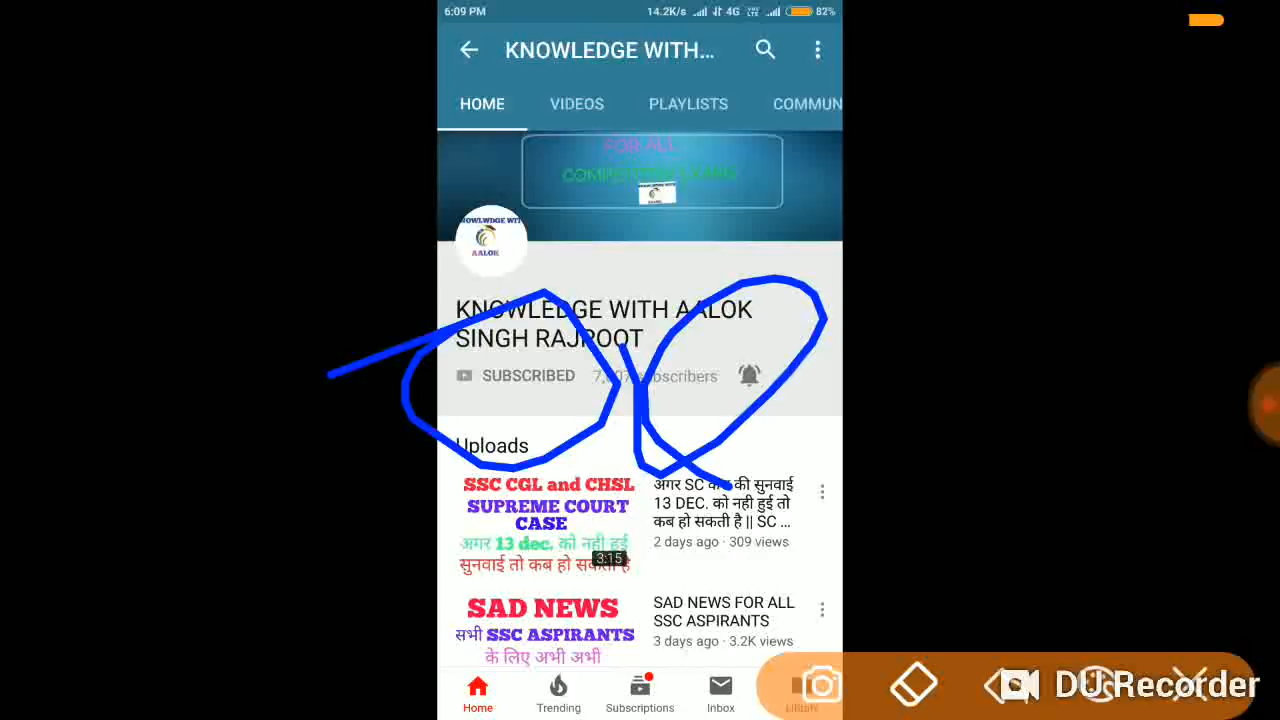 6:09 PM 14.2K/s 4G VoLTE 82%
KNOWLEDGE WITH...
HOME VIDEOS PLAYLISTS COMMUN
FOR ALL
COMPETITIVE EXAMS
NOWLWDGE WIT
AALOK
KNOWLEDGE WITH AALOK
SINGH RAJPOOT
SUBSCRIBED subscribers
Uploads
SSC CGL and CHSL
SUPREME COURT
CASE
अगर 13 dec. को नही हुई
सुनवाई तो कब हो सकती है
3:15
अगर SC केस की सुनवाई
13 DEC. को नही हुई तो
कब हो सकती है || SC ...
2 days ago · 309 views
SAD NEWS
सभी SSC ASPIRANTS
के लिए अभी अभी
SAD NEWS FOR ALL
SSC ASPIRANTS
3 days ago · 3.2K views
Home Trending Subscriptions Inbox Library
DU Recorder